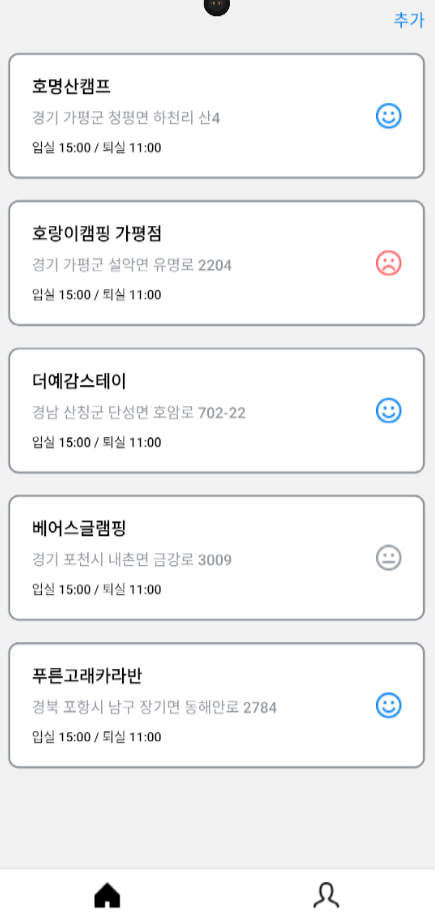 추가
호명산캠프
경기 가평군 청평면 하천리 산4
입실 15:00 / 퇴실 11:00
호랑이캠핑 가평점
경기 가평군 설악면 유명로 2204
입실 15:00 / 퇴실 11:00
더예감스테이
경남 산청군 단성면 호암로 702-22
입실 15:00 / 퇴실 11:00
베어스글램핑
경기 포천시 내촌면 금강로 3009
입실 15:00 / 퇴실 11:00
푸른고래카라반
경북 포항시 남구 장기면 동해안로 2784
입실 15:00 / 퇴실 11:00